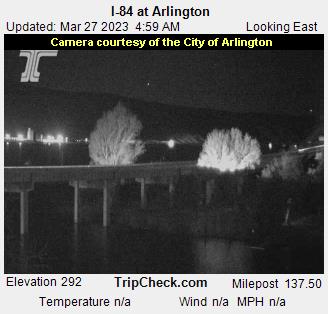 I-84 at Arlington
Updated: Mar 27 2023 4:59 AM Looking East
Camera courtesy of the City of Arlington
Elevation 292 TripCheck.com Milepost 137.50
Temperature n/a Wind n/a MPH n/a